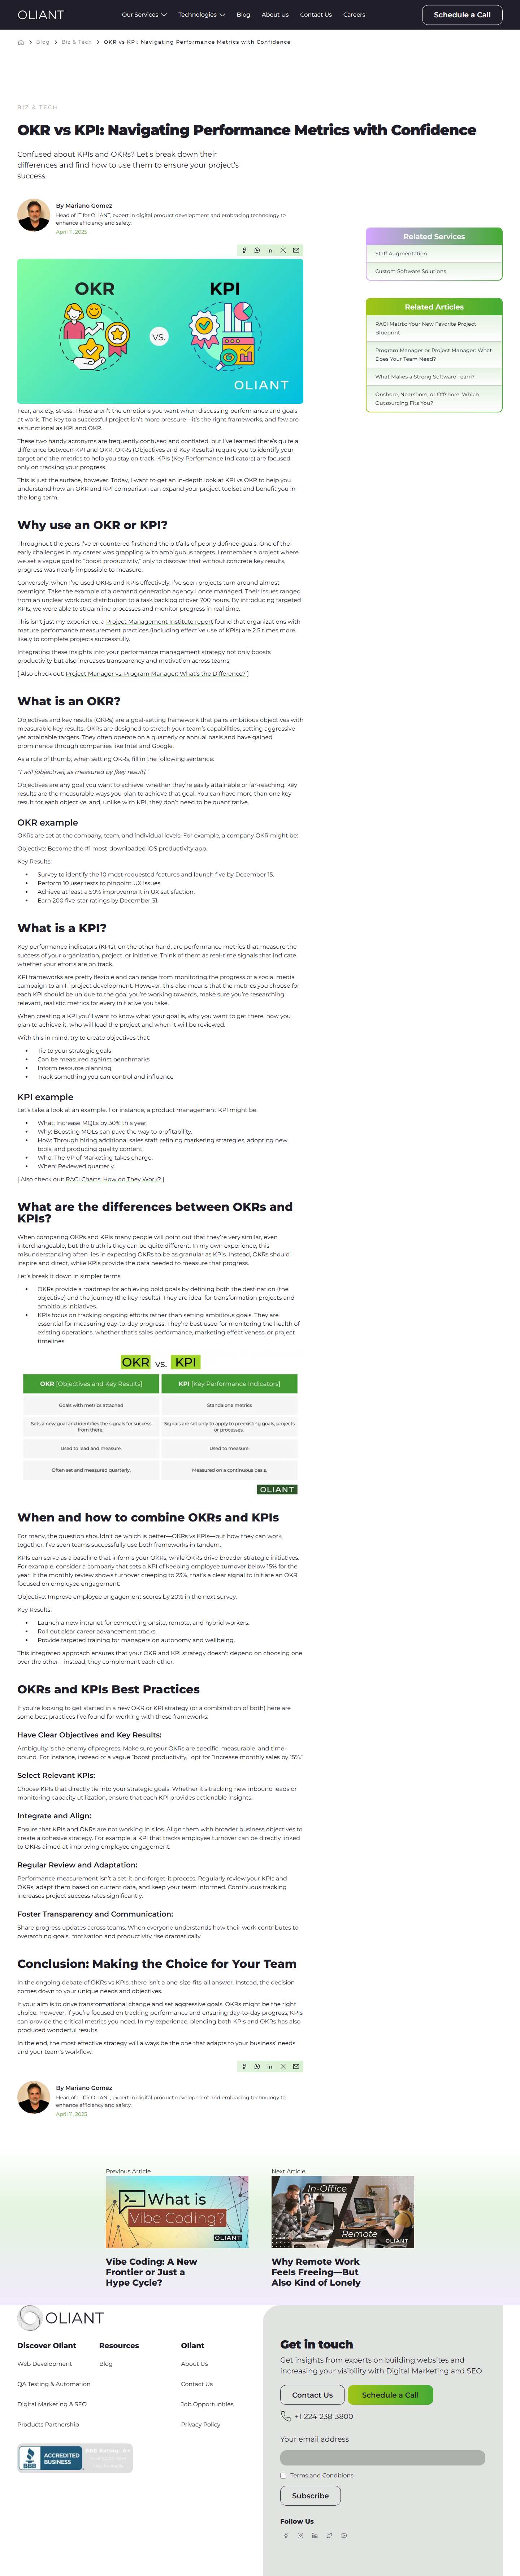 OLIANT
Our Services
Technologies
Blog
About Us
Contact Us
Careers
Schedule a Call
Blog
Biz & Tech
OKR vs KPI: Navigating Performance Metrics with Confidence
BIZ & TECH
OKR vs KPI: Navigating Performance Metrics with Confidence
Confused about KPIs and OKRs? Let's break down their
differences and find how to use them to ensure your project's
success.
By Mariano Gomez
Head of IT for OLIANT, expert in digital product development and embracing technology to
enhance efficiency and safety.
April 11, 2025
Related Services
Staff Augmentation
Custom Software Solutions
Related Articles
RACI Matrix: Your New Favorite Project
Blueprint
Program Manager or Project Manager: What
Does Your Team Need?
What Makes a Strong Software Team?
Onshore, Nearshore, or Offshore: Which
Outsourcing Fits You?
OKR
KPI
VS.
OLIANT
Fear, anxiety, stress. These aren't the emotions you want when discussing performance and goals
at work. The key to a successful project isn't more pressure—it's the right frameworks, and few are
as functional as KPI and OKR.
These two handy acronyms are frequently confused and conflated, but I've learned there's quite a
difference between KPI and OKR. OKRs (Objectives and Key Results) require you to identify your
target and the metrics to help you stay on track. KPIs (Key Performance Indicators) are focused
only on tracking your progress.
This is just the surface, however. Today, I want to get an in-depth look at KPI vs OKR to help you
understand how an OKR and KPI comparison can expand your project toolset and benefit you in
the long term.
Why use an OKR or KPI?
Throughout the years I've encountered firsthand the pitfalls of poorly defined goals. One of the
early challenges in my career was grappling with ambiguous targets. I remember a project where
we set a vague goal to "boost productivity," only to discover that without concrete key results,
progress was nearly impossible to measure.
Conversely, when I've used OKRs and KPIs effectively, I've seen projects turn around almost
overnight. Take the example of a demand generation agency I once managed. Their issues ranged
from an unclear workload distribution to a task backlog of over 700 hours. By introducing targeted
KPIs, we were able to streamline processes and monitor progress in real time.
This isn't just my experience, a Project Management Institute report found that organizations with
mature performance measurement practices (including effective use of KPIs) are 2.5 times more
likely to complete projects successfully.
Integrating these insights into your performance management strategy not only boosts
productivity but also increases transparency and motivation across teams.
[ Also check out: Project Manager vs. Program Manager: What's the Difference? ]
What is an OKR?
Objectives and key results (OKRs) are a goal-setting framework that pairs ambitious objectives with
measurable key results. OKRs are designed to stretch your team's capabilities, setting aggressive
yet attainable targets. They often operate on a quarterly or annual basis and have gained
prominence through companies like Intel and Google.
As a rule of thumb, when setting OKRs, fill in the following sentence:
"I will [objective], as measured by [key result]."
Objectives are any goal you want to achieve, whether they're easily attainable or far-reaching, key
results are the measurable ways you plan to achieve that goal. You can have more than one key
result for each objective, and, unlike with KPI, they don't need to be quantitative.
OKR example
OKRs are set at the company, team, and individual levels. For example, a company OKR might be:
Objective: Become the #1 most-downloaded iOS productivity app.
Key Results:
• Survey to identify the 10 most-requested features and launch five by December 15.
• Perform 10 user tests to pinpoint UX issues.
• Achieve at least a 50% improvement in UX satisfaction.
• Earn 200 five-star ratings by December 31.
What is a KPI?
Key performance indicators (KPIs), on the other hand, are performance metrics that measure the
success of your organization, project, or initiative. Think of them as real-time signals that indicate
whether your efforts are on track.
KPI frameworks are pretty flexible and can range from monitoring the progress of a social media
campaign to an IT project development. However, this also means that the metrics you choose for
each KPI should be unique to the goal you're working towards, make sure you're researching
relevant, realistic metrics for every initiative you take.
When creating a KPI you'll want to know what your goal is, why you want to get there, how you
plan to achieve it, who will lead the project and when it will be reviewed.
With this in mind, try to create objectives that:
• Tie to your strategic goals
• Can be measured against benchmarks
• Inform resource planning
• Track something you can control and influence
KPI example
Let's take a look at an example. For instance, a product management KPI might be:
• What: Increase MQLs by 30% this year.
• Why: Boosting MQLs can pave the way to profitability.
• How: Through hiring additional sales staff, refining marketing strategies, adopting new
tools, and producing quality content.
• Who: The VP of Marketing takes charge.
• When: Reviewed quarterly.
[ Also check out: RACI Charts: How do They Work? ]
What are the differences between OKRs and
KPIs?
When comparing OKRs and KPIs many people will point out that they're very similar, even
interchangeable, but the truth is they can be quite different. In my own experience, this
misunderstanding often lies in expecting OKRs to be as granular as KPIs. Instead, OKRs should
inspire and direct, while KPIs provide the data needed to measure that progress.
Let's break it down in simpler terms:
• OKRs provide a roadmap for achieving bold goals by defining both the destination (the
objective) and the journey (the key results). They are ideal for transformation projects and
ambitious initiatives.
• KPIs focus on tracking ongoing efforts rather than setting ambitious goals. They are
essential for measuring day-to-day progress. They're best used for monitoring the health of
existing operations, whether that's sales performance, marketing effectiveness, or project
timelines.
OKR vs. KPI
OKR [Objectives and Key Results]
KPI [Key Performance Indicators]
Goals with metrics attached
Standalone metrics
Sets a new goal and identifies the signals for success
from there.
Signals are set only to apply to preexisting goals, projects
or processes.
Used to lead and measure.
Used to measure.
Often set and measured quarterly.
Measured on a continuous basis.
OLIANT
When and how to combine OKRs and KPIs
For many, the question shouldn't be which is better—OKRs vs KPIs—but how they can work
together. I've seen teams successfully use both frameworks in tandem.
KPIs can serve as a baseline that informs your OKRs, while OKRs drive broader strategic initiatives.
For example, consider a company that sets a KPI of keeping employee turnover below 15% for the
year. If the monthly review shows turnover creeping to 23%, that's a clear signal to initiate an OKR
focused on employee engagement:
Objective: Improve employee engagement scores by 20% in the next survey.
Key Results:
• Launch a new intranet for connecting onsite, remote, and hybrid workers.
• Roll out clear career advancement tracks.
• Provide targeted training for managers on autonomy and wellbeing.
This integrated approach ensures that your OKR and KPI strategy doesn't depend on choosing one
over the other—instead, they complement each other.
OKRs and KPIs Best Practices
If you're looking to get started in a new OKR or KPI strategy (or a combination of both) here are
some best practices I've found for working with these frameworks:
Have Clear Objectives and Key Results:
Ambiguity is the enemy of progress. Make sure your OKRs are specific, measurable, and time-
bound. For instance, instead of a vague "boost productivity," opt for "increase monthly sales by 15%."
Select Relevant KPIs:
Choose KPIs that directly tie into your strategic goals. Whether it's tracking new inbound leads or
monitoring capacity utilization, ensure that each KPI provides actionable insights.
Integrate and Align:
Ensure that KPIs and OKRs are not working in silos. Align them with broader business objectives to
create a cohesive strategy. For example, a KPI that tracks employee turnover can be directly linked
to OKRs aimed at improving employee engagement.
Regular Review and Adaptation:
Performance measurement isn't a set-it-and-forget-it process. Regularly review your KPIs and
OKRs, adapt them based on current data, and keep your team informed. Continuous tracking
increases project success rates significantly.
Foster Transparency and Communication:
Share progress updates across teams. When everyone understands how their work contributes to
overarching goals, motivation and productivity rise dramatically.
Conclusion: Making the Choice for Your Team
In the ongoing debate of OKRs vs KPIs, there isn't a one-size-fits-all answer. Instead, the decision
comes down to your unique needs and objectives.
If your aim is to drive transformational change and set aggressive goals, OKRs might be the right
choice. However, if you're focused on tracking performance and ensuring day-to-day progress, KPIs
can provide the critical metrics you need. In my experience, blending both KPIs and OKRs has also
produced wonderful results.
In the end, the most effective strategy will always be the one that adapts to your business' needs
and your team's workflow.
By Mariano Gomez
Head of IT for OLIANT, expert in digital product development and embracing technology to
enhance efficiency and safety.
April 11, 2025
Previous Article
What is
Vibe Coding?
OLIANT
Vibe Coding: A New
Frontier or Just a
Hype Cycle?
Next Article
In-Office
Remote
OLIANT
Why Remote Work
Feels Freeing—But
Also Kind of Lonely
OLIANT
Discover Oliant
Web Development
QA Testing & Automation
Digital Marketing & SEO
Products Partnership
Resources
Blog
Oliant
About Us
Contact Us
Job Opportunities
Privacy Policy
BBB
ACCREDITED
BUSINESS
BBB Rating: A+
Get in touch
Get insights from experts on building websites and
increasing your visibility with Digital Marketing and SEO
Contact Us
Schedule a Call
+1-224-238-3800
Your email address
Terms and Conditions
Subscribe
Follow Us